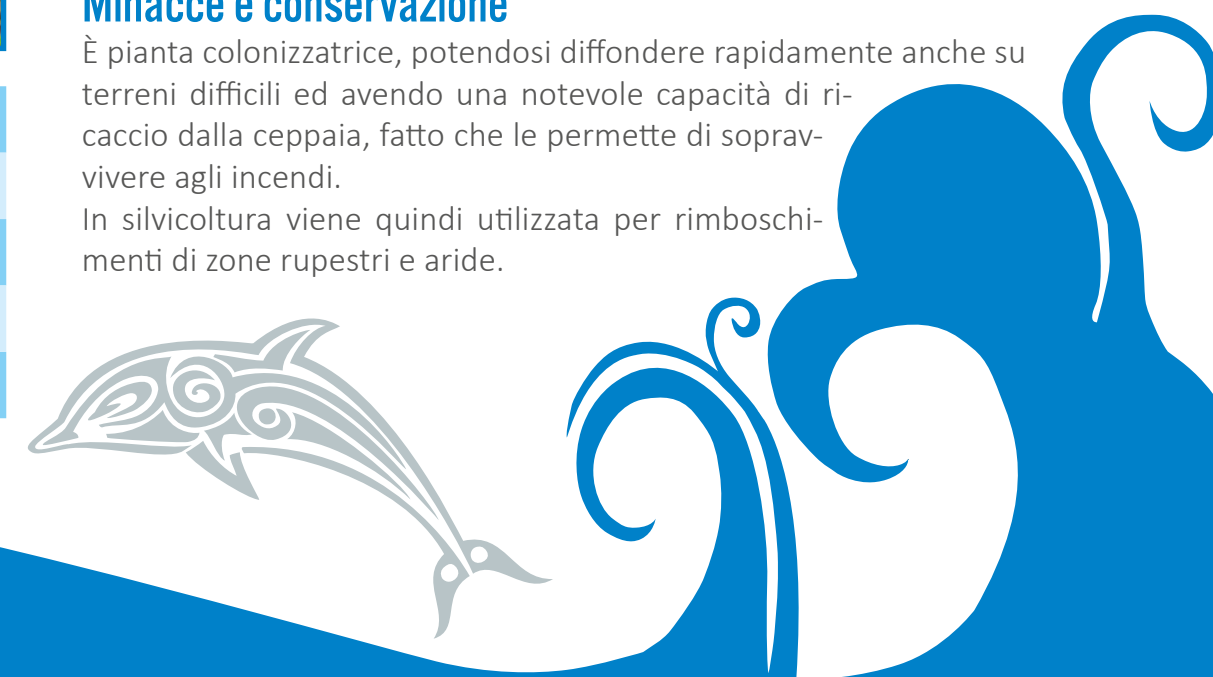 Minacce e conservazione
È pianta colonizzatrice, potendosi diffondere rapidamente anche su
terreni difficili ed avendo una notevole capacità di ri-
caccio dalla ceppaia, fatto che le permette di soprav-
vivere agli incendi.
In silvicoltura viene quindi utilizzata per rimboschi-
menti di zone rupestri e aride.